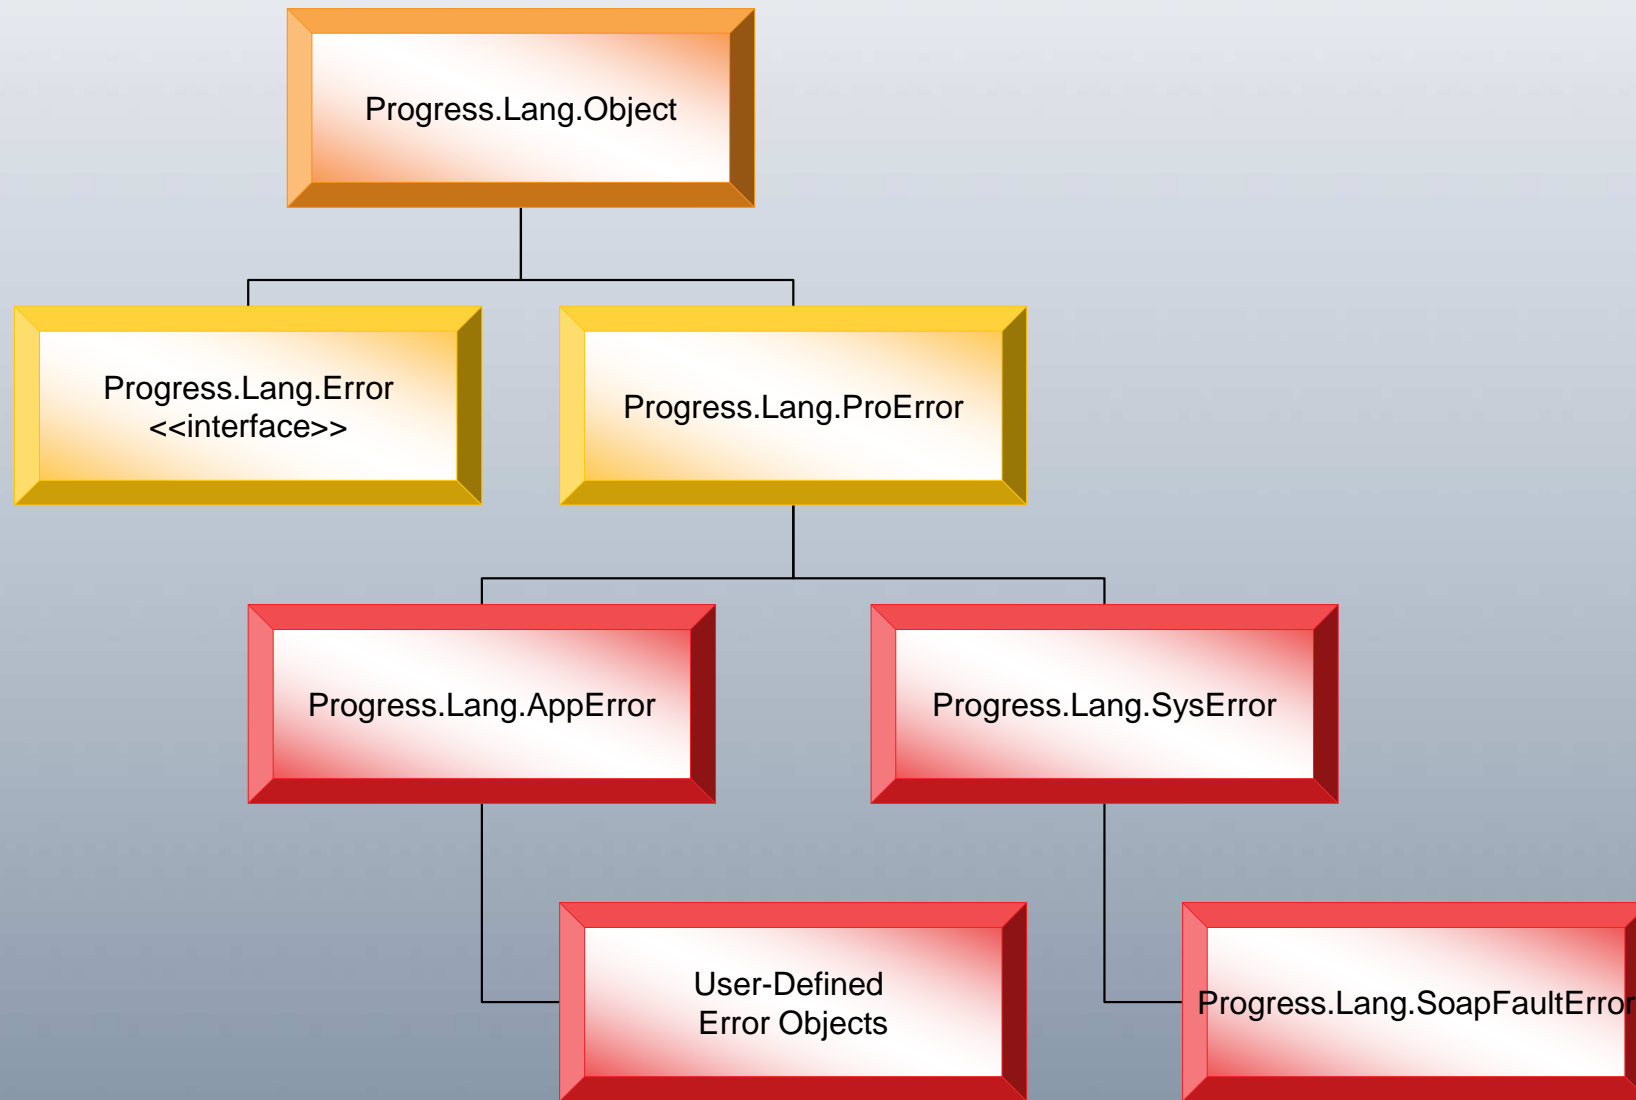 Progress.Lang.Object
Progress.Lang.Error
<<interface>>
Progress.Lang.ProError
Progress.Lang.AppError
Progress.Lang.SysError
User-Defined
Error Objects
Progress.Lang.SoapFaultError